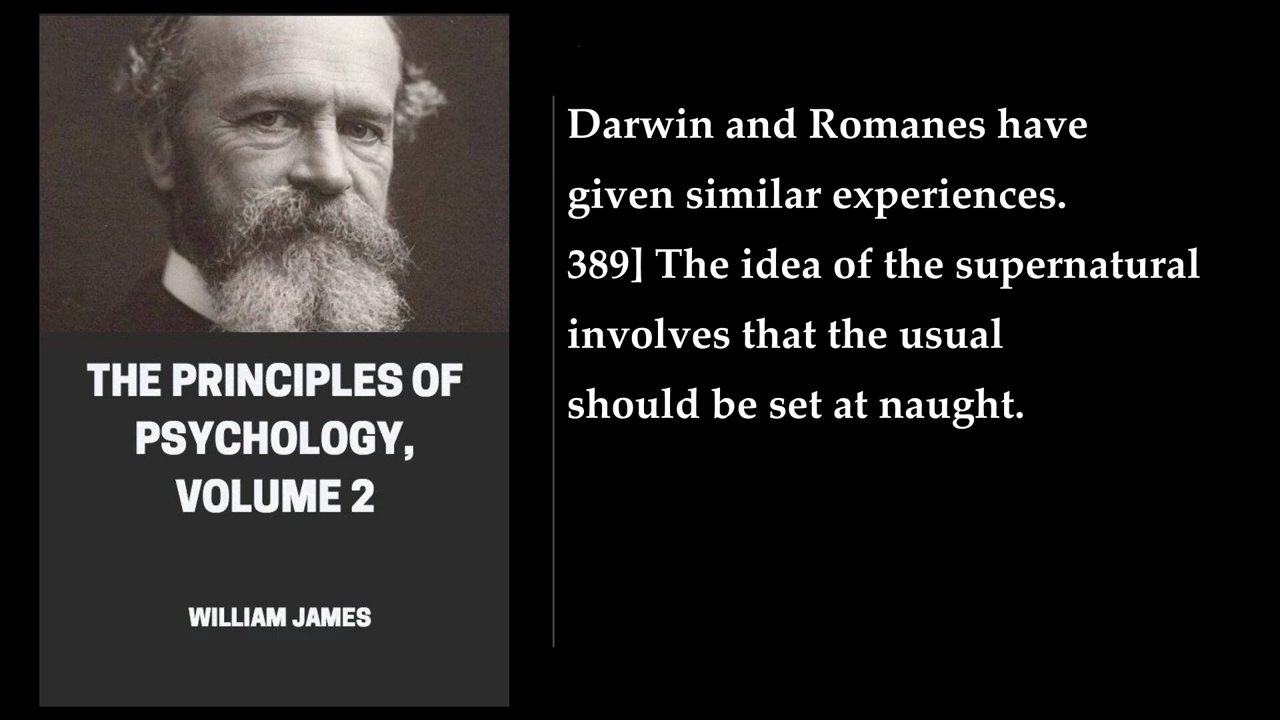 THE PRINCIPLES OF
PSYCHOLOGY,
VOLUME 2
WILLIAM JAMES
Darwin and Romanes have
given similar experiences.
389] The idea of the supernatural
involves that the usual
should be set at naught.